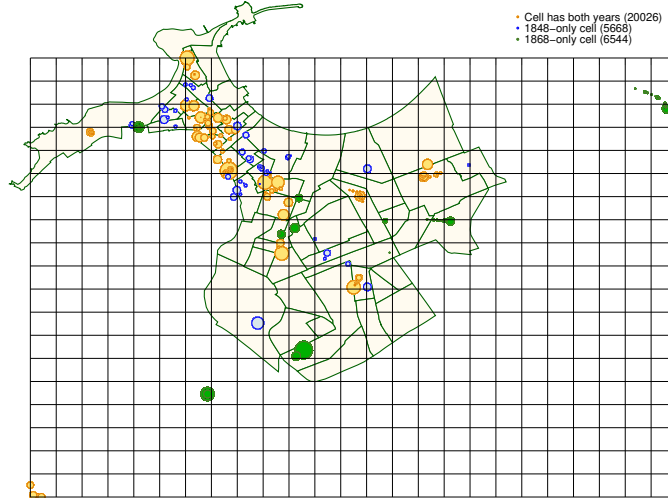 Cell has both years (20026)
1848−only cell (5668)
1868−only cell (6544)